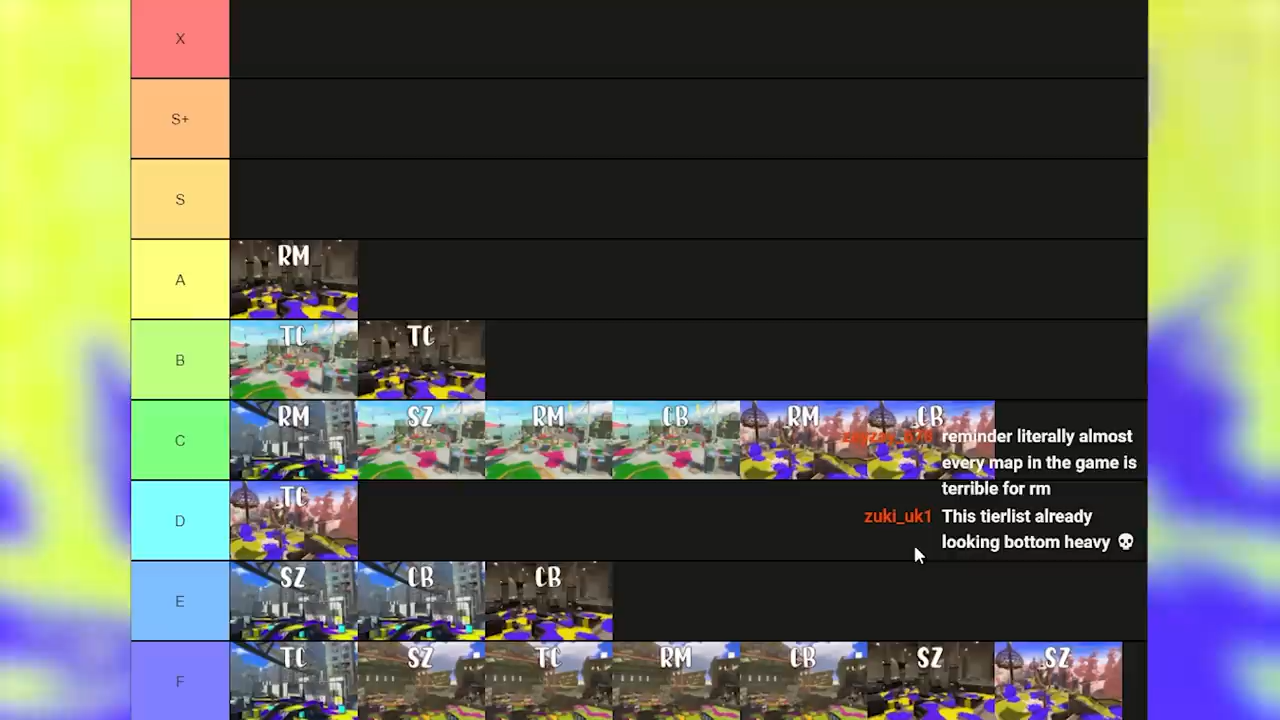 X
S+
S
A
RM
B
TC TC
C
RM SZ RM CB RM CB
reminder literally almost
every map in the game is
terrible for rm
D
TC
zuki_uk1 This tierlist already
looking bottom heavy 💀
E
SZ CB CB
F
TC SZ TC RM CB SZ SZ